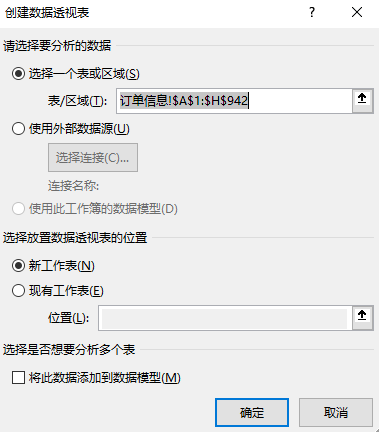 创建数据透视表
? ×
请选择要分析的数据
选择一个表或区域(S)
表/区域(T): 订单信息!$A$1:$H$942
使用外部数据源(U)
选择连接(C)...
连接名称:
使用此工作簿的数据模型(D)
选择放置数据透视表的位置
新工作表(N)
现有工作表(E)
位置(L):
选择是否想要分析多个表
将此数据添加到数据模型(M)
确定 取消